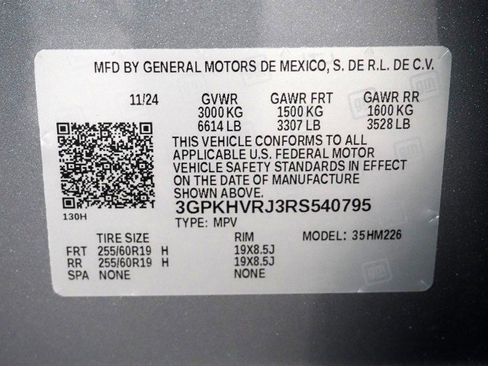 MFD BY GENERAL MOTORS DE MEXICO, S. DE R.L. DE C.V.
11/24 GVWR GAWR FRT GAWR RR
3000 KG 1500 KG 1600 KG
6614 LB 3307 LB 3528 LB
THIS VEHICLE CONFORMS TO ALL
APPLICABLE U.S. FEDERAL MOTOR
VEHICLE SAFETY STANDARDS IN EFFECT
ON THE DATE OF MANUFACTURE
SHOWN ABOVE.
130H
3GPKHVRJ3RS540795
TYPE: MPV
TIRE SIZE RIM MODEL: 35HM226
FRT 255/60R19 H 19X8.5J
RR 255/60R19 H 19X8.5J
SPA NONE NONE